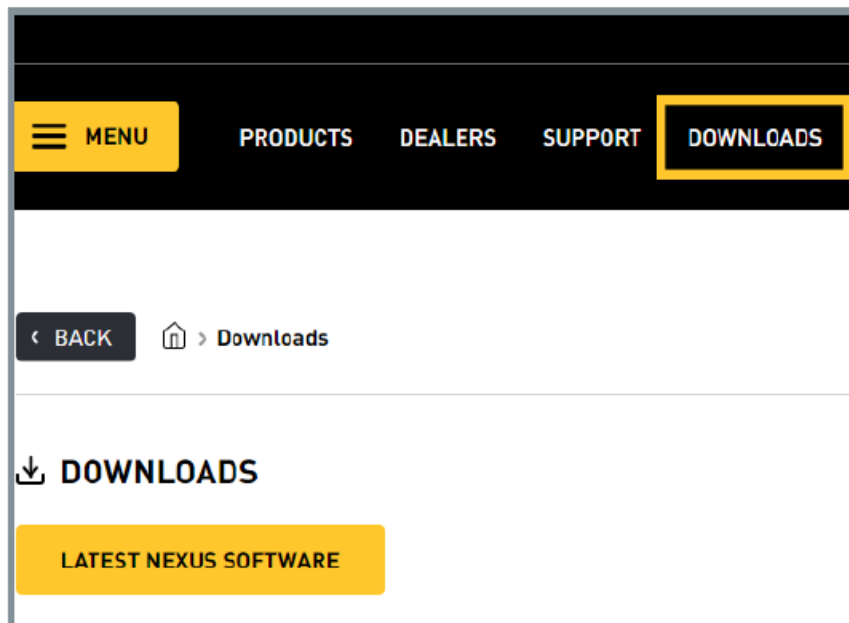 MENU PRODUCTS DEALERS SUPPORT DOWNLOADS
BACK Downloads
DOWNLOADS
LATEST NEXUS SOFTWARE